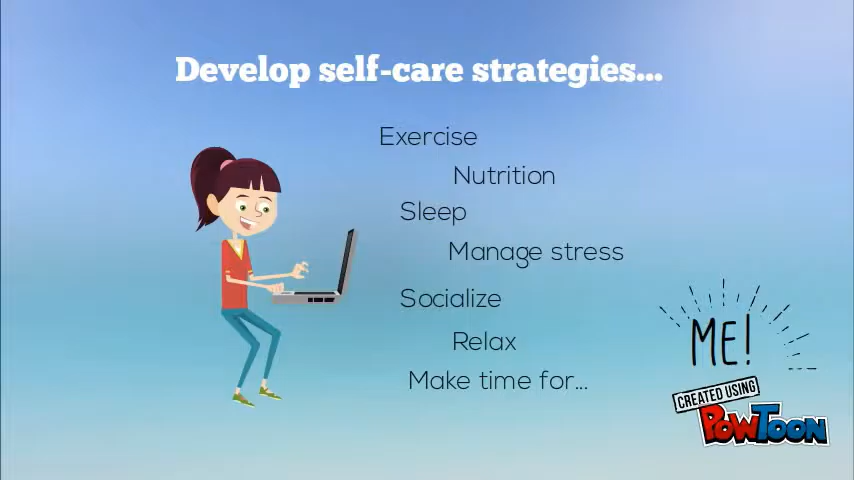 Develop self-care strategies...
Exercise
Nutrition
Sleep
Manage stress
Socialize
Relax
Make time for...
ME!
CREATED USING
POWTOON